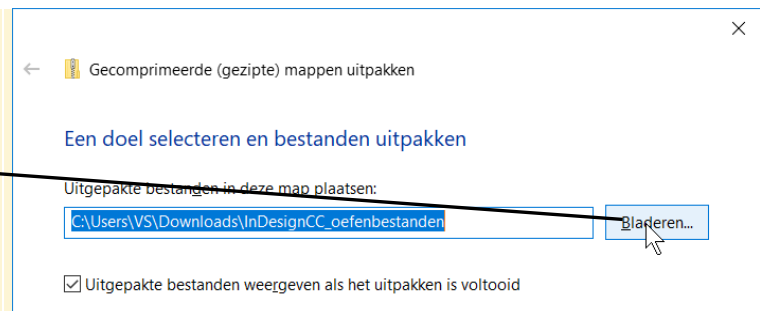 Gecomprimeerde (gezipte) mappen uitpakken
Een doel selecteren en bestanden uitpakken
Uitgepakte bestanden in deze map plaatsen:
C:\Users\VS\Downloads\InDesignCC_oefenbestanden
Bladeren...
Uitgepakte bestanden weergeven als het uitpakken is voltooid